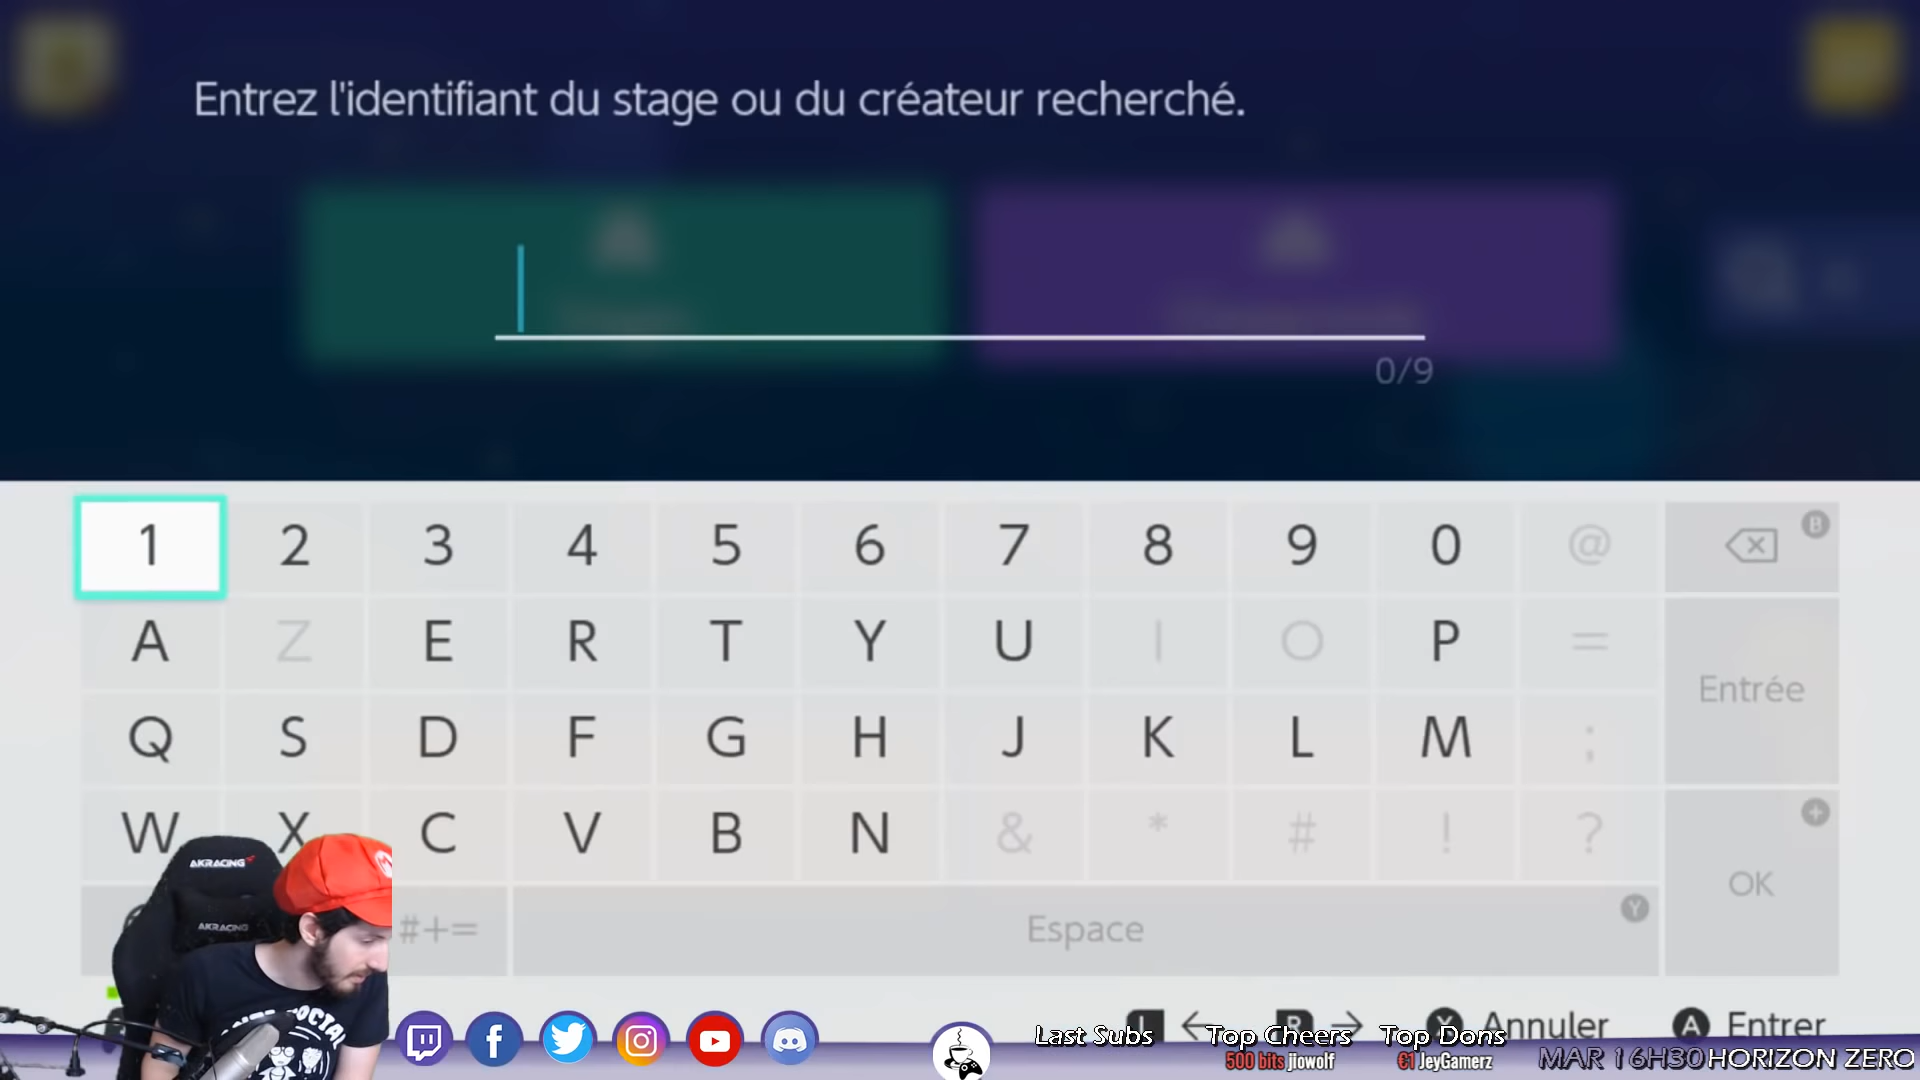 Entrez l'identifiant du stage ou du créateur recherché.
0/9
1 2 3 4 5 6 7 8 9 0 @ B
A Z E R T Y U I O P = Entrée
Q S D F G H J K L M ;
W X C V B N & * # ! ? +
OK
#+= Espace Y
AKRACING
AKRACING
L R X Annuler A Entrer
Last Subs Top Cheers Top Dons
500 bits jiowolf €1 JeyGamerz
MAR 16H30 HORIZON ZERO